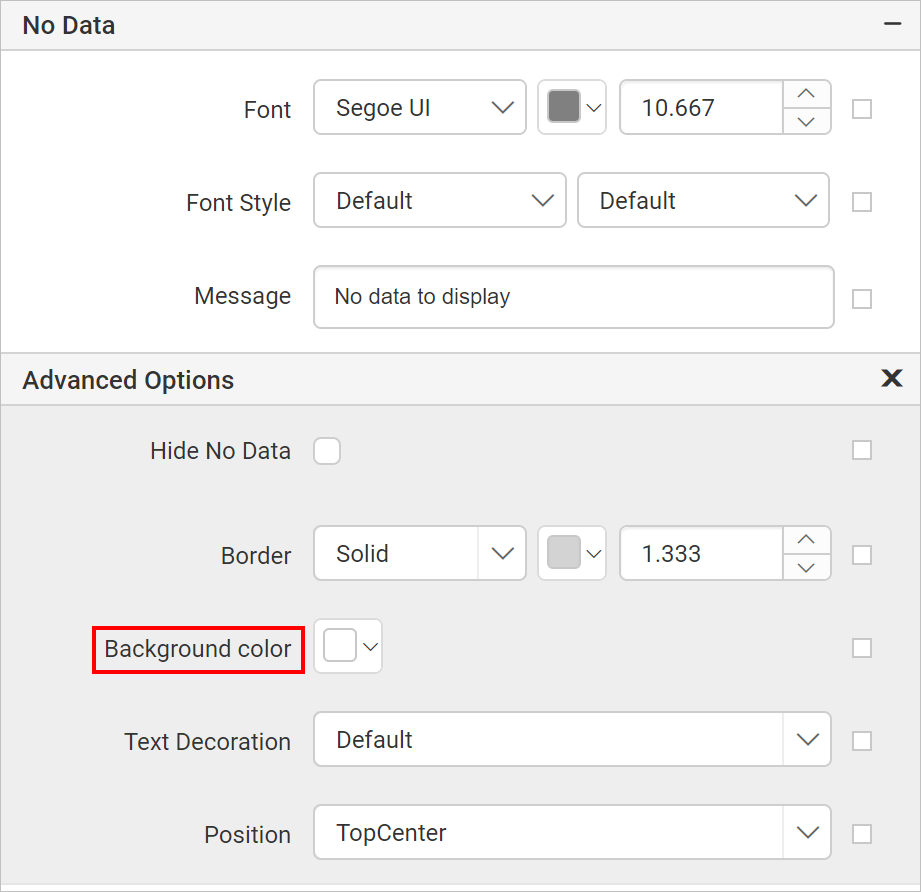 No Data
Font Segoe UI 10.667
Font Style Default Default
Message No data to display
Advanced Options
Hide No Data
Border Solid 1.333
Background color
Text Decoration Default
Position TopCenter